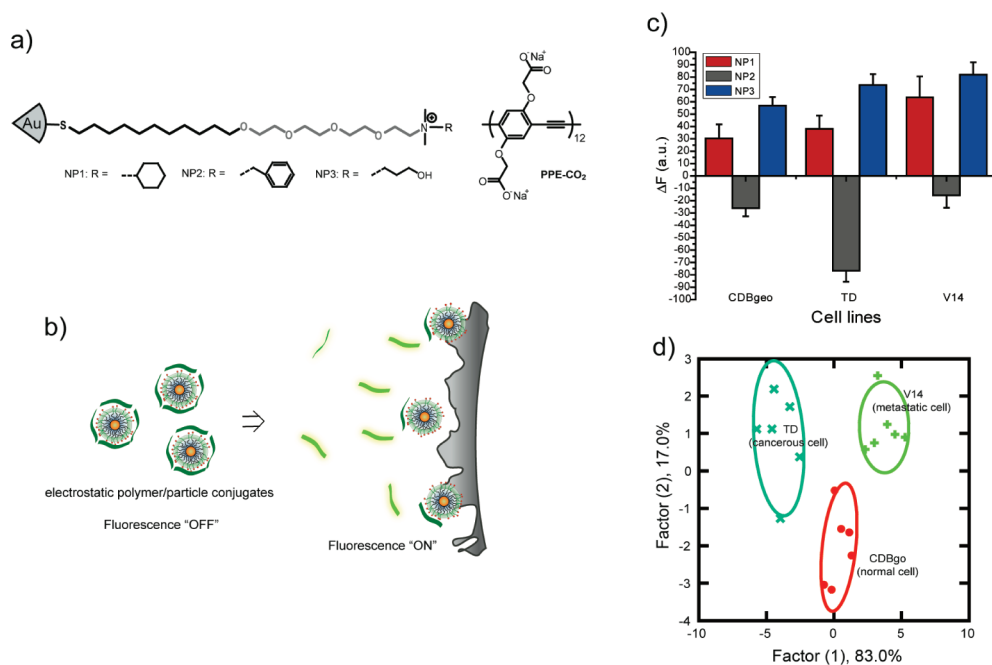 a)
Au
S
O
O
O
O
N
⊕
R
NP1: R =
NP2: R =
NP3: R =
OH
O⁻Na⁺
O
O
12
O
O
O⁻Na⁺
PPE-CO₂
b)
electrostatic polymer/particle conjugates
Fluorescence "OFF"
⇒
Fluorescence "ON"
c)
NP1
NP2
NP3
100
90
80
70
60
50
40
30
20
10
0
-10
-20
-30
-40
-50
-60
-70
-80
-90
-100
ΔF (a.u.)
CDBgeo TD V14
Cell lines
d)
3
2
1
0
-1
-2
-3
-4
Factor (2), 17.0%
V14
(metastatic cell)
TD
(cancerous cell)
CDBgo
(normal cell)
-10 -5 0 5 10
Factor (1), 83.0%